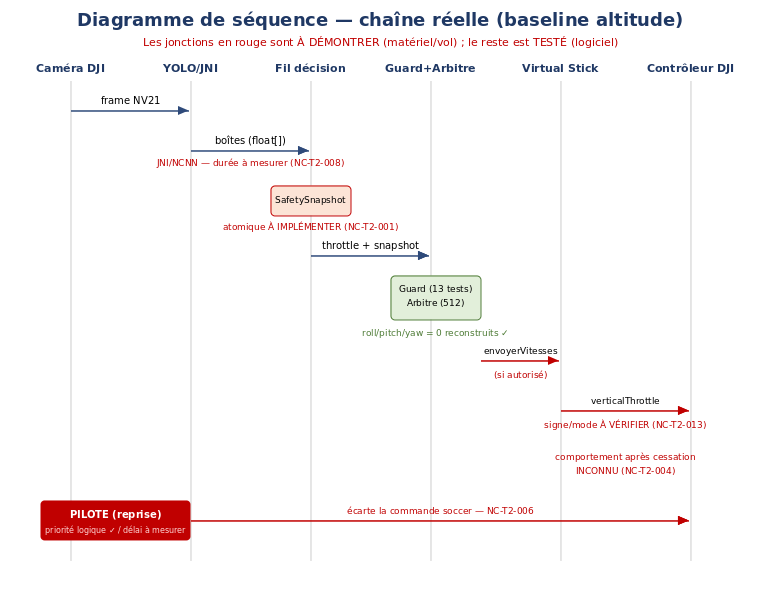 Diagramme de séquence — chaîne réelle (baseline altitude)
Les jonctions en rouge sont À DÉMONTRER (matériel/vol) ; le reste est TESTÉ (logiciel)
Caméra DJI YOLO/JNI Fil décision Guard+Arbitre Virtual Stick Contrôleur DJI
frame NV21
boîtes (float[])
JNI/NCNN — durée à mesurer (NC-T2-008)
SafetySnapshot
atomique À IMPLÉMENTER (NC-T2-001)
throttle + snapshot
Guard (13 tests)
Arbitre (512)
roll/pitch/yaw = 0 reconstruits ✓
envoyerVitesses
(si autorisé)
verticalThrottle
signe/mode À VÉRIFIER (NC-T2-013)
comportement après cessation
INCONNU (NC-T2-004)
PILOTE (reprise)
priorité logique ✓ / délai à mesurer
écarte la commande soccer — NC-T2-006